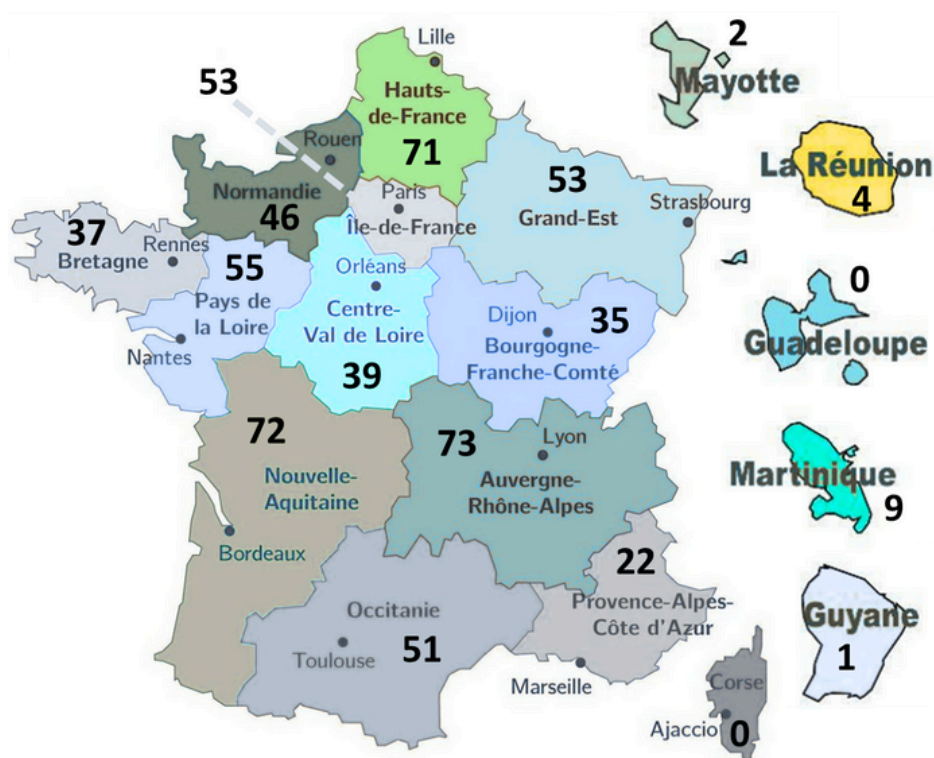 Lille
53
Hauts-
de-France
71
2
Mayotte
Rouen
Normandie
46
Paris
Île-de-France
53
Grand-Est
Strasbourg
La Réunion
4
37
Rennes
Bretagne
55
Pays de
la Loire
Nantes
Orléans
Centre-
Val de Loire
39
Dijon
35
Bourgogne-
Franche-Comté
0
Guadeloupe
72
Nouvelle-
Aquitaine
Bordeaux
73
Lyon
Auvergne-
Rhône-Alpes
Martinique
9
22
Provence-Alpes-
Côte d'Azur
Marseille
Occitanie
Toulouse
51
Guyane
1
Corse
Ajaccio
0